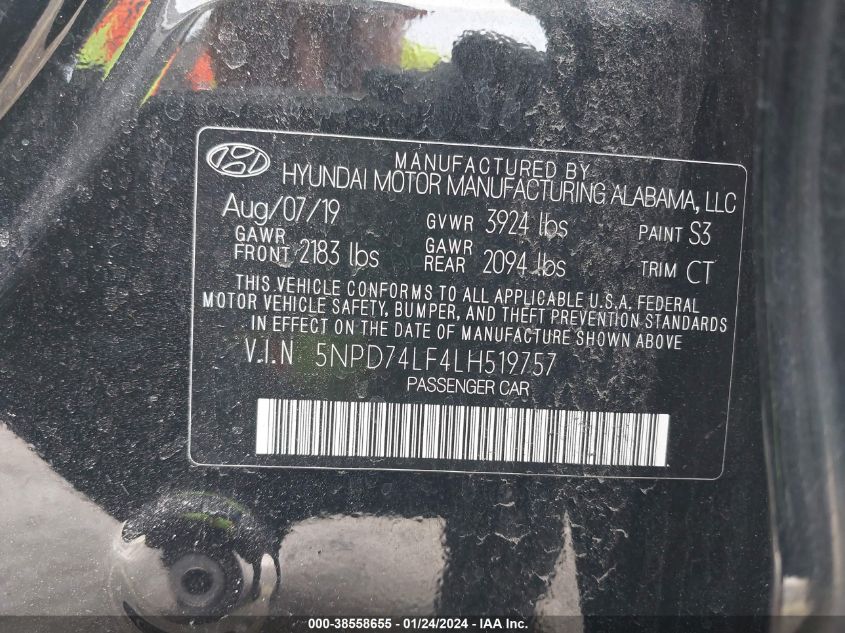 MANUFACTURED BY
HYUNDAI MOTOR MANUFACTURING ALABAMA, LLC
Aug/07/19 GVWR 3924 lbs PAINT S3
GAWR FRONT 2183 lbs GAWR REAR 2094 lbs TRIM CT
THIS VEHICLE CONFORMS TO ALL APPLICABLE U.S.A. FEDERAL
MOTOR VEHICLE SAFETY, BUMPER, AND THEFT PREVENTION STANDARDS
IN EFFECT ON THE DATE OF MANUFACTURE SHOWN ABOVE
V.I.N 5NPD74LF4LH519757
PASSENGER CAR
000-38558655 - 01/24/2024 - IAA Inc.